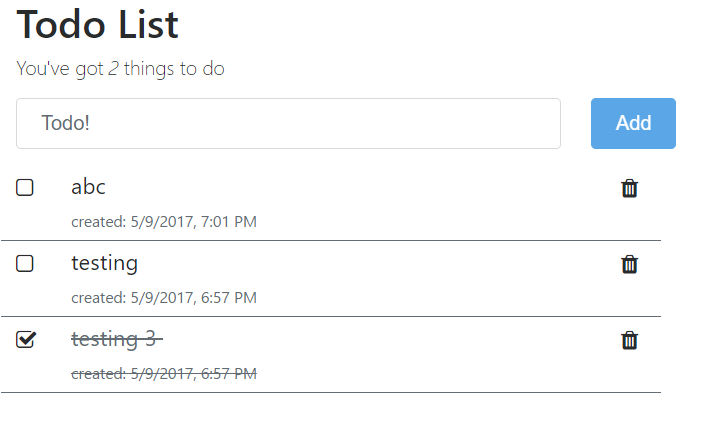 Todo List
You've got 2 things to do
Todo!
Add
abc
created: 5/9/2017, 7:01 PM
testing
created: 5/9/2017, 6:57 PM
testing 3
created: 5/9/2017, 6:57 PM